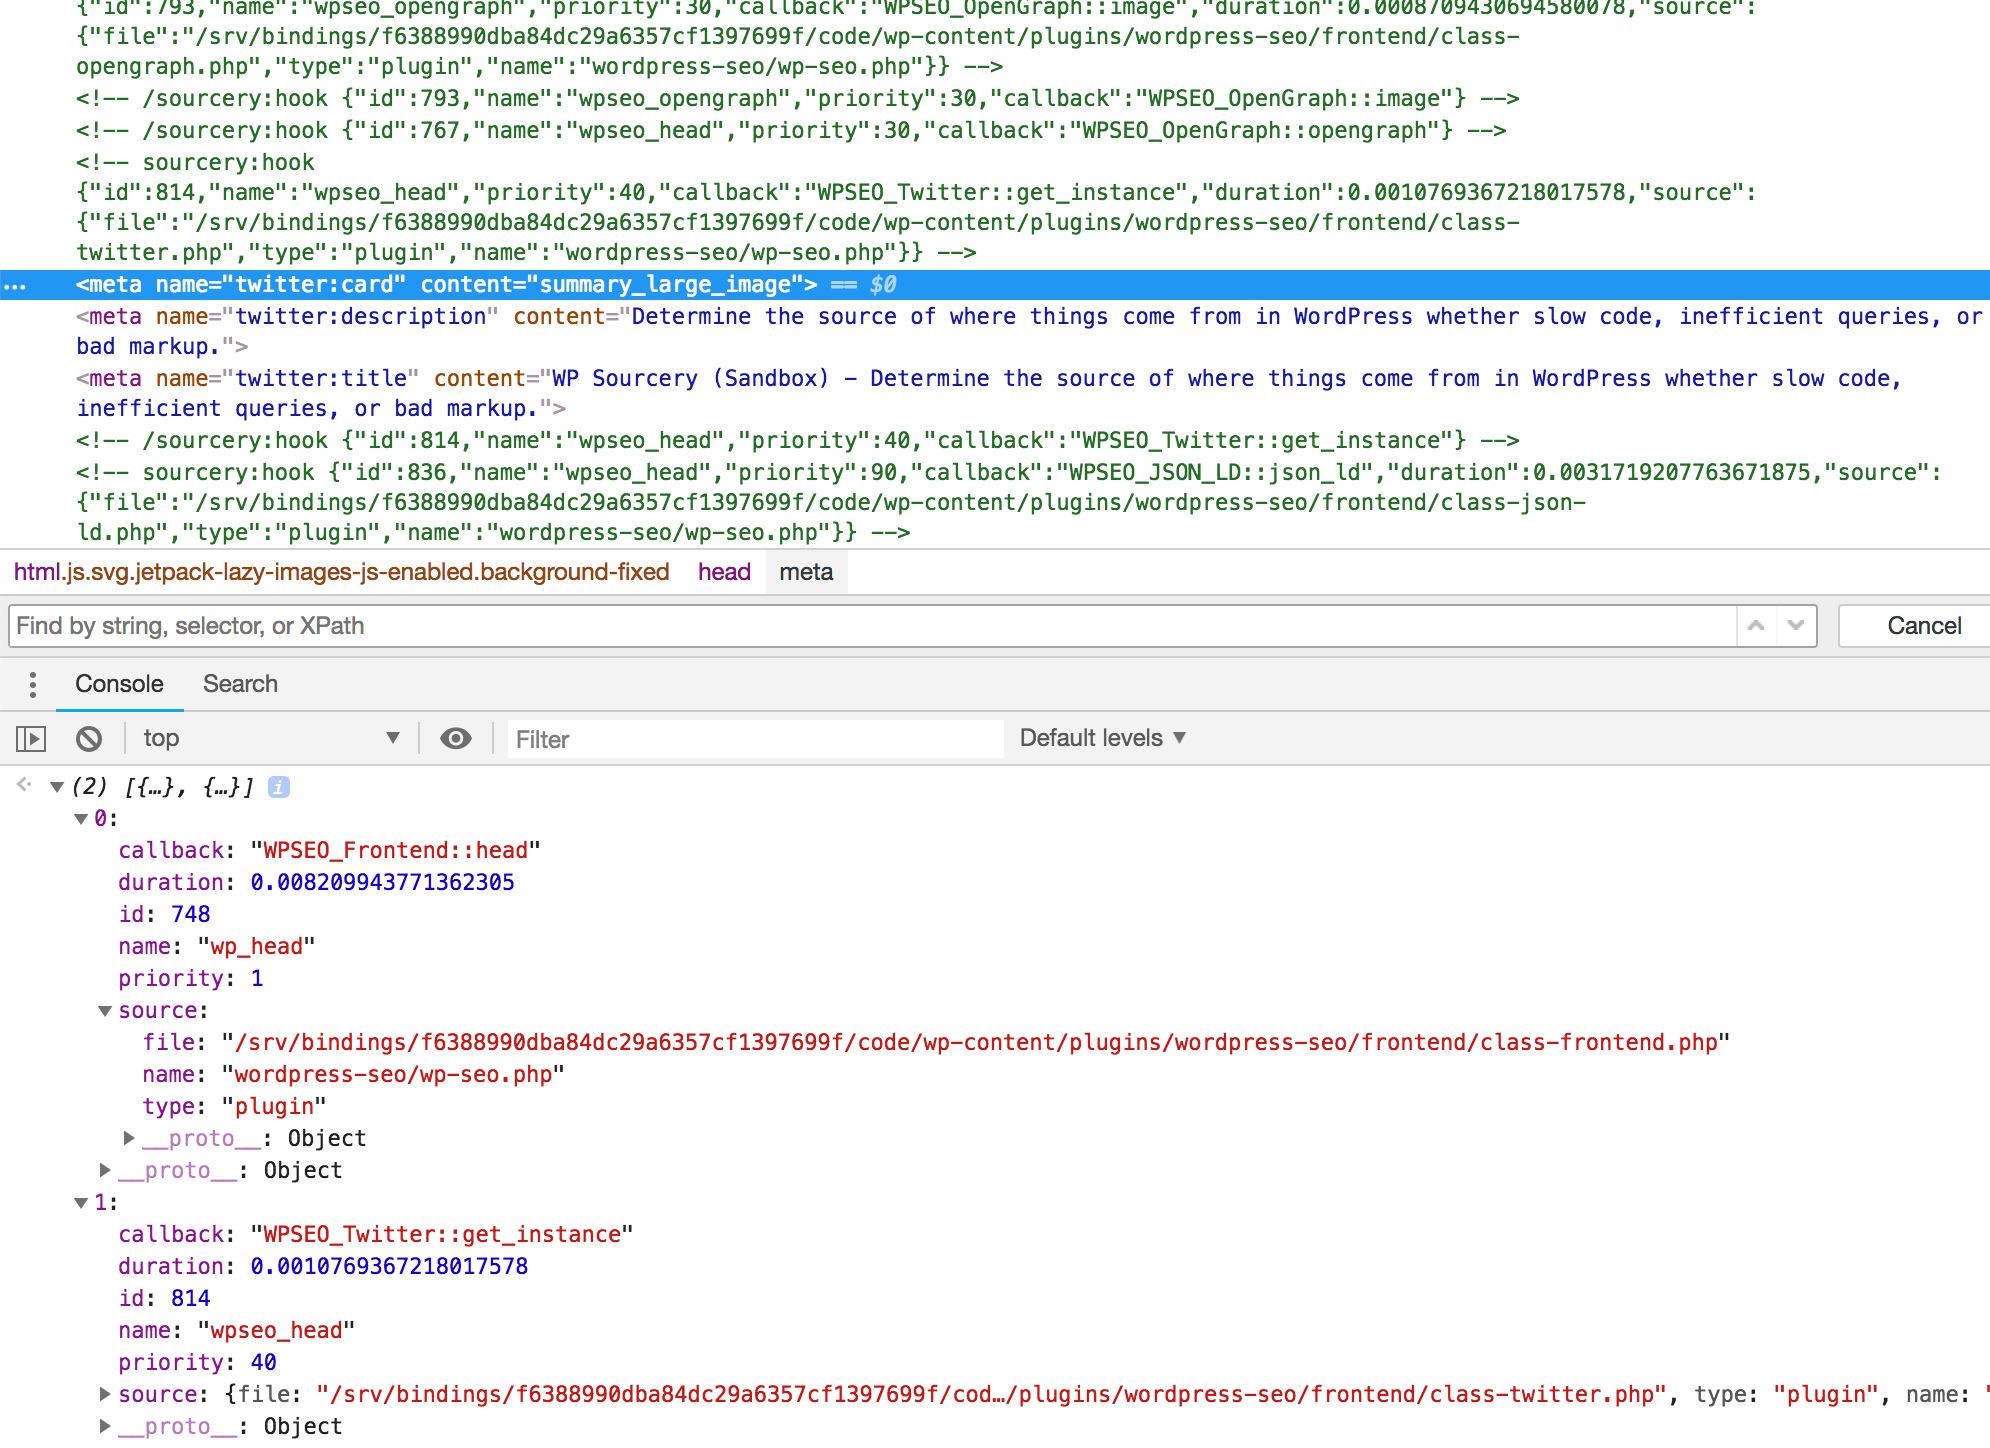 {"id":793,"name":"wpseo_opengraph","priority":30,"callback":"WPSEO_OpenGraph::image","duration":0.0008709430694580078,"source":
{"file":"/srv/bindings/f6388990dba84dc29a6357cf1397699f/code/wp-content/plugins/wordpress-seo/frontend/class-
opengraph.php","type":"plugin","name":"wordpress-seo/wp-seo.php"}} -->
<!-- /sourcery:hook {"id":793,"name":"wpseo_opengraph","priority":30,"callback":"WPSEO_OpenGraph::image"} -->
<!-- /sourcery:hook {"id":767,"name":"wpseo_head","priority":30,"callback":"WPSEO_OpenGraph::opengraph"} -->
<!-- sourcery:hook
{"id":814,"name":"wpseo_head","priority":40,"callback":"WPSEO_Twitter::get_instance","duration":0.0010769367218017578,"source":
{"file":"/srv/bindings/f6388990dba84dc29a6357cf1397699f/code/wp-content/plugins/wordpress-seo/frontend/class-
twitter.php","type":"plugin","name":"wordpress-seo/wp-seo.php"}} -->
… <meta name="twitter:card" content="summary_large_image"> == $0
<meta name="twitter:description" content="Determine the source of where things come from in WordPress whether slow code, inefficient queries, or
bad markup.">
<meta name="twitter:title" content="WP Sourcery (Sandbox) – Determine the source of where things come from in WordPress whether slow code,
inefficient queries, or bad markup.">
<!-- /sourcery:hook {"id":814,"name":"wpseo_head","priority":40,"callback":"WPSEO_Twitter::get_instance"} -->
<!-- sourcery:hook {"id":836,"name":"wpseo_head","priority":90,"callback":"WPSEO_JSON_LD::json_ld","duration":0.0031719207763671875,"source":
{"file":"/srv/bindings/f6388990dba84dc29a6357cf1397699f/code/wp-content/plugins/wordpress-seo/frontend/class-json-
ld.php","type":"plugin","name":"wordpress-seo/wp-seo.php"}} -->
html.js.svg.jetpack-lazy-images-js-enabled.background-fixed head meta
Find by string, selector, or XPath Cancel
Console Search
top ▼ Filter Default levels ▼
▼ (2) [{…}, {…}] i
▼ 0:
callback: "WPSEO_Frontend::head"
duration: 0.008209943771362305
id: 748
name: "wp_head"
priority: 1
▼ source:
file: "/srv/bindings/f6388990dba84dc29a6357cf1397699f/code/wp-content/plugins/wordpress-seo/frontend/class-frontend.php"
name: "wordpress-seo/wp-seo.php"
type: "plugin"
▶ __proto__: Object
▶ __proto__: Object
▼ 1:
callback: "WPSEO_Twitter::get_instance"
duration: 0.0010769367218017578
id: 814
name: "wpseo_head"
priority: 40
▶ source: {file: "/srv/bindings/f6388990dba84dc29a6357cf1397699f/cod…/plugins/wordpress-seo/frontend/class-twitter.php", type: "plugin", name: "
▶ __proto__: Object